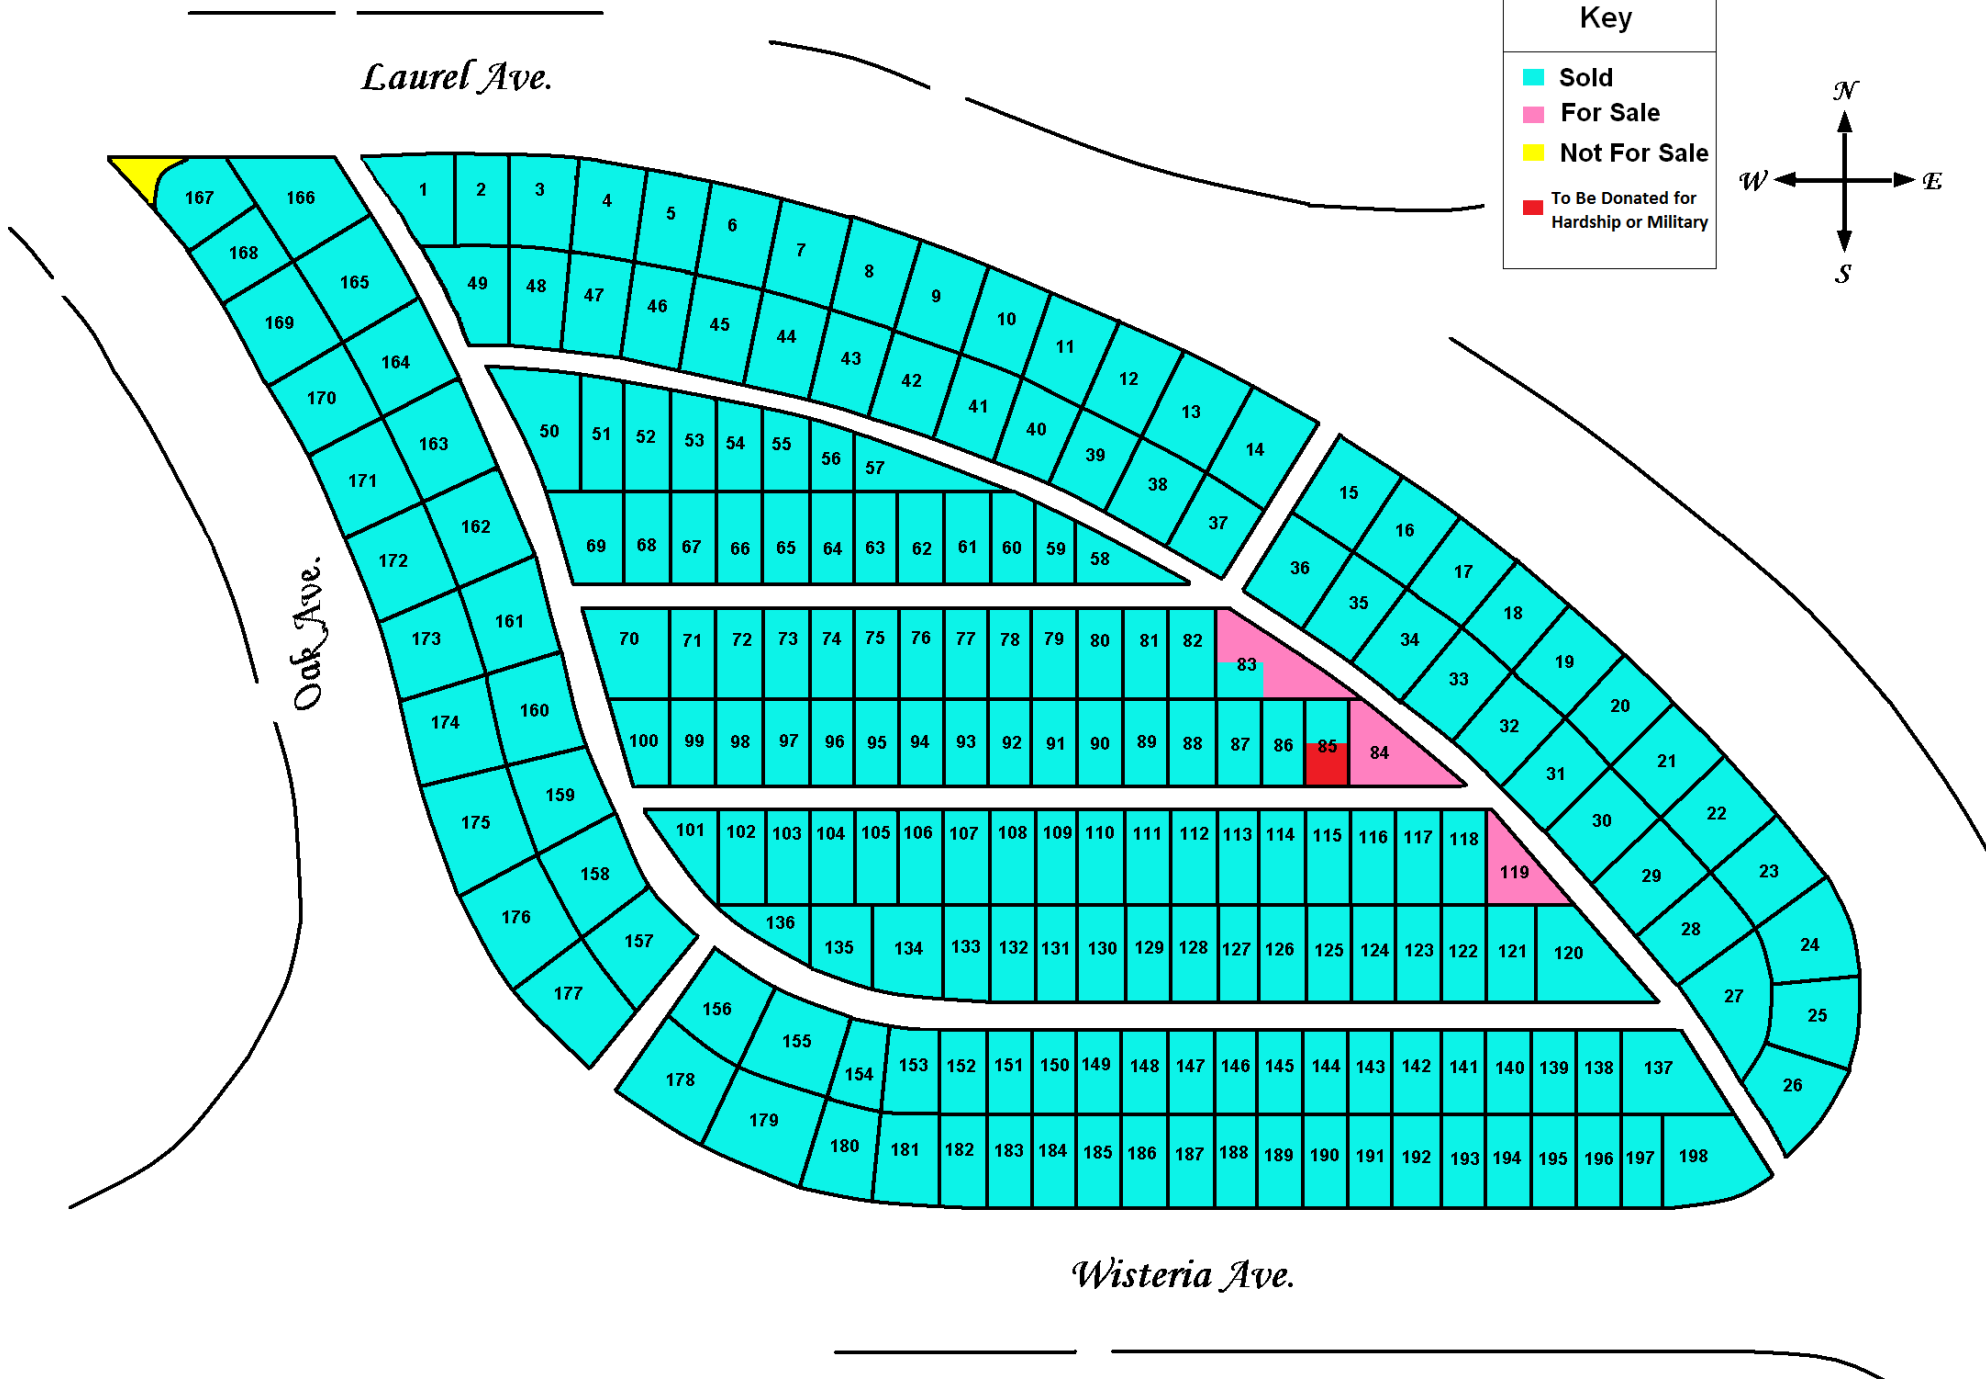 Key
Sold
For Sale
Not For Sale
To Be Donated for
Hardship or Military
N
W E
S
Laurel Ave.
Oak Ave.
Wisteria Ave.
1 2 3 4 5 6 7 8 9 10 11 12 13 14
49 48 47 46 45 44 43 42 41 40 39 38 37
15 16 17 18 19 20 21 22 23 24 25 26
36 35 34 33 32 31 30 29 28 27
50 51 52 53 54 55 56 57
69 68 67 66 65 64 63 62 61 60 59 58
70 71 72 73 74 75 76 77 78 79 80 81 82 83
100 99 98 97 96 95 94 93 92 91 90 89 88 87 86 85 84
101 102 103 104 105 106 107 108 109 110 111 112 113 114 115 116 117 118 119
136 135 134 133 132 131 130 129 128 127 126 125 124 123 122 121 120
156 155 154 153 152 151 150 149 148 147 146 145 144 143 142 141 140 139 138 137
178 179 180 181 182 183 184 185 186 187 188 189 190 191 192 193 194 195 196 197 198
167 168 169 170 171 172 173 174 175 176 177
166 165 164 163 162 161 160 159 158 157